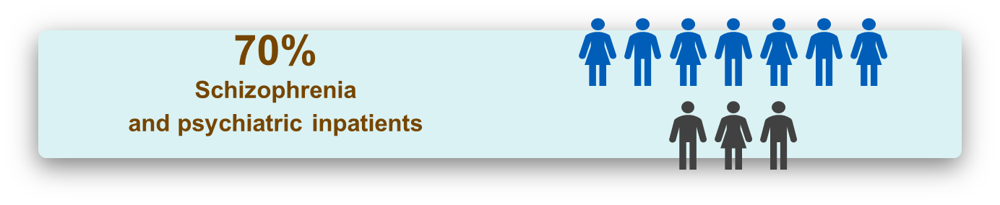 70%
Schizophrenia
and psychiatric inpatients